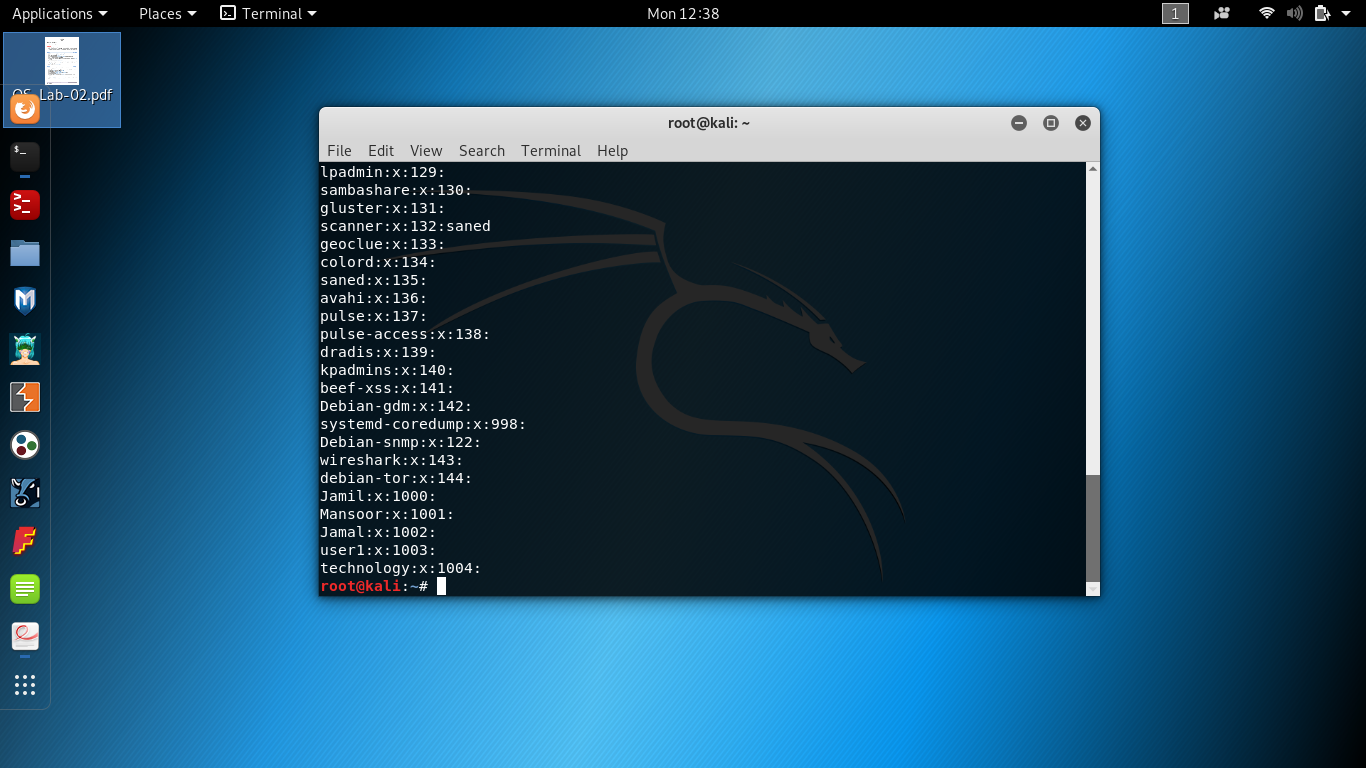 Applications Places Terminal Mon 12:38 1
OS_Lab-02.pdf
root@kali: ~
File Edit View Search Terminal Help
lpadmin:x:129:
sambashare:x:130:
gluster:x:131:
scanner:x:132:saned
geoclue:x:133:
colord:x:134:
saned:x:135:
avahi:x:136:
pulse:x:137:
pulse-access:x:138:
dradis:x:139:
kpadmins:x:140:
beef-xss:x:141:
Debian-gdm:x:142:
systemd-coredump:x:998:
Debian-snmp:x:122:
wireshark:x:143:
debian-tor:x:144:
Jamil:x:1000:
Mansoor:x:1001:
Jamal:x:1002:
user1:x:1003:
technology:x:1004:
root@kali:~#